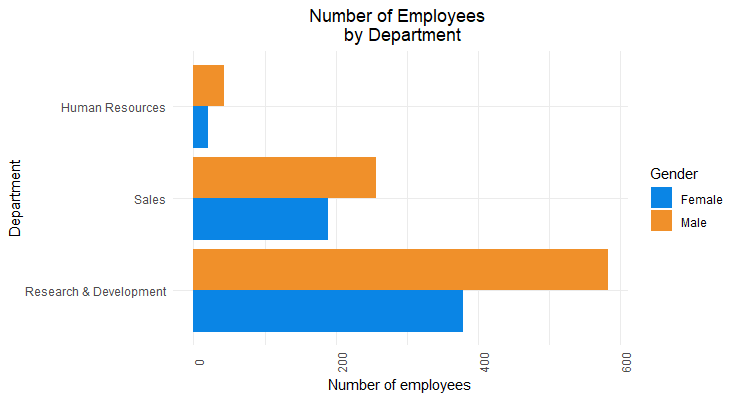 Number of Employees
by Department
Department
Human Resources
Sales
Research & Development
0
200
400
600
Number of employees
Gender
Female
Male